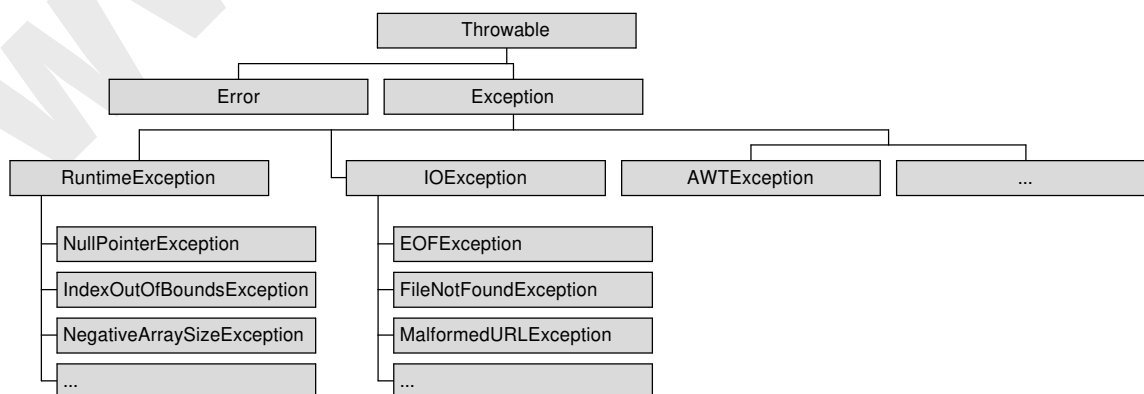 Throwable
Error
Exception
RuntimeException
IOException
AWTException
...
NullPointerException
IndexOutOfBoundsException
NegativeArraySizeException
...
EOFException
FileNotFoundException
MalformedURLException
...